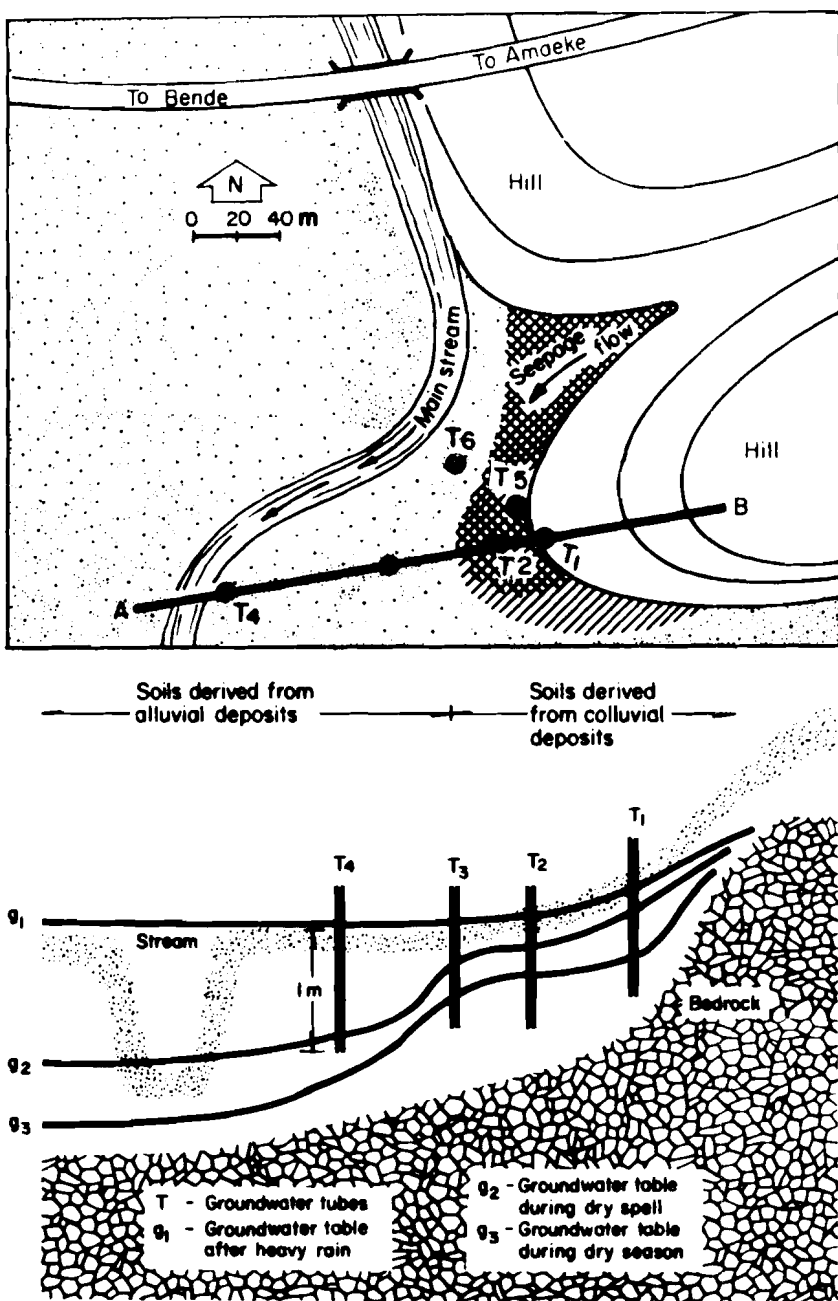 To Bende
To Amaeke
N
0 20 40 m
Hill
Main stream
Seepage flow
Hill
T6
T5
B
T1
T2
A
T4
Soils derived from
alluvial deposits
Soils derived
from colluvial
deposits
T1
T4
T3
T2
g1
Stream
1m
Bedrock
g2
g3
T - Groundwater tubes
g1 - Groundwater table
after heavy rain
g2 - Groundwater table
during dry spell
g3 - Groundwater table
during dry season